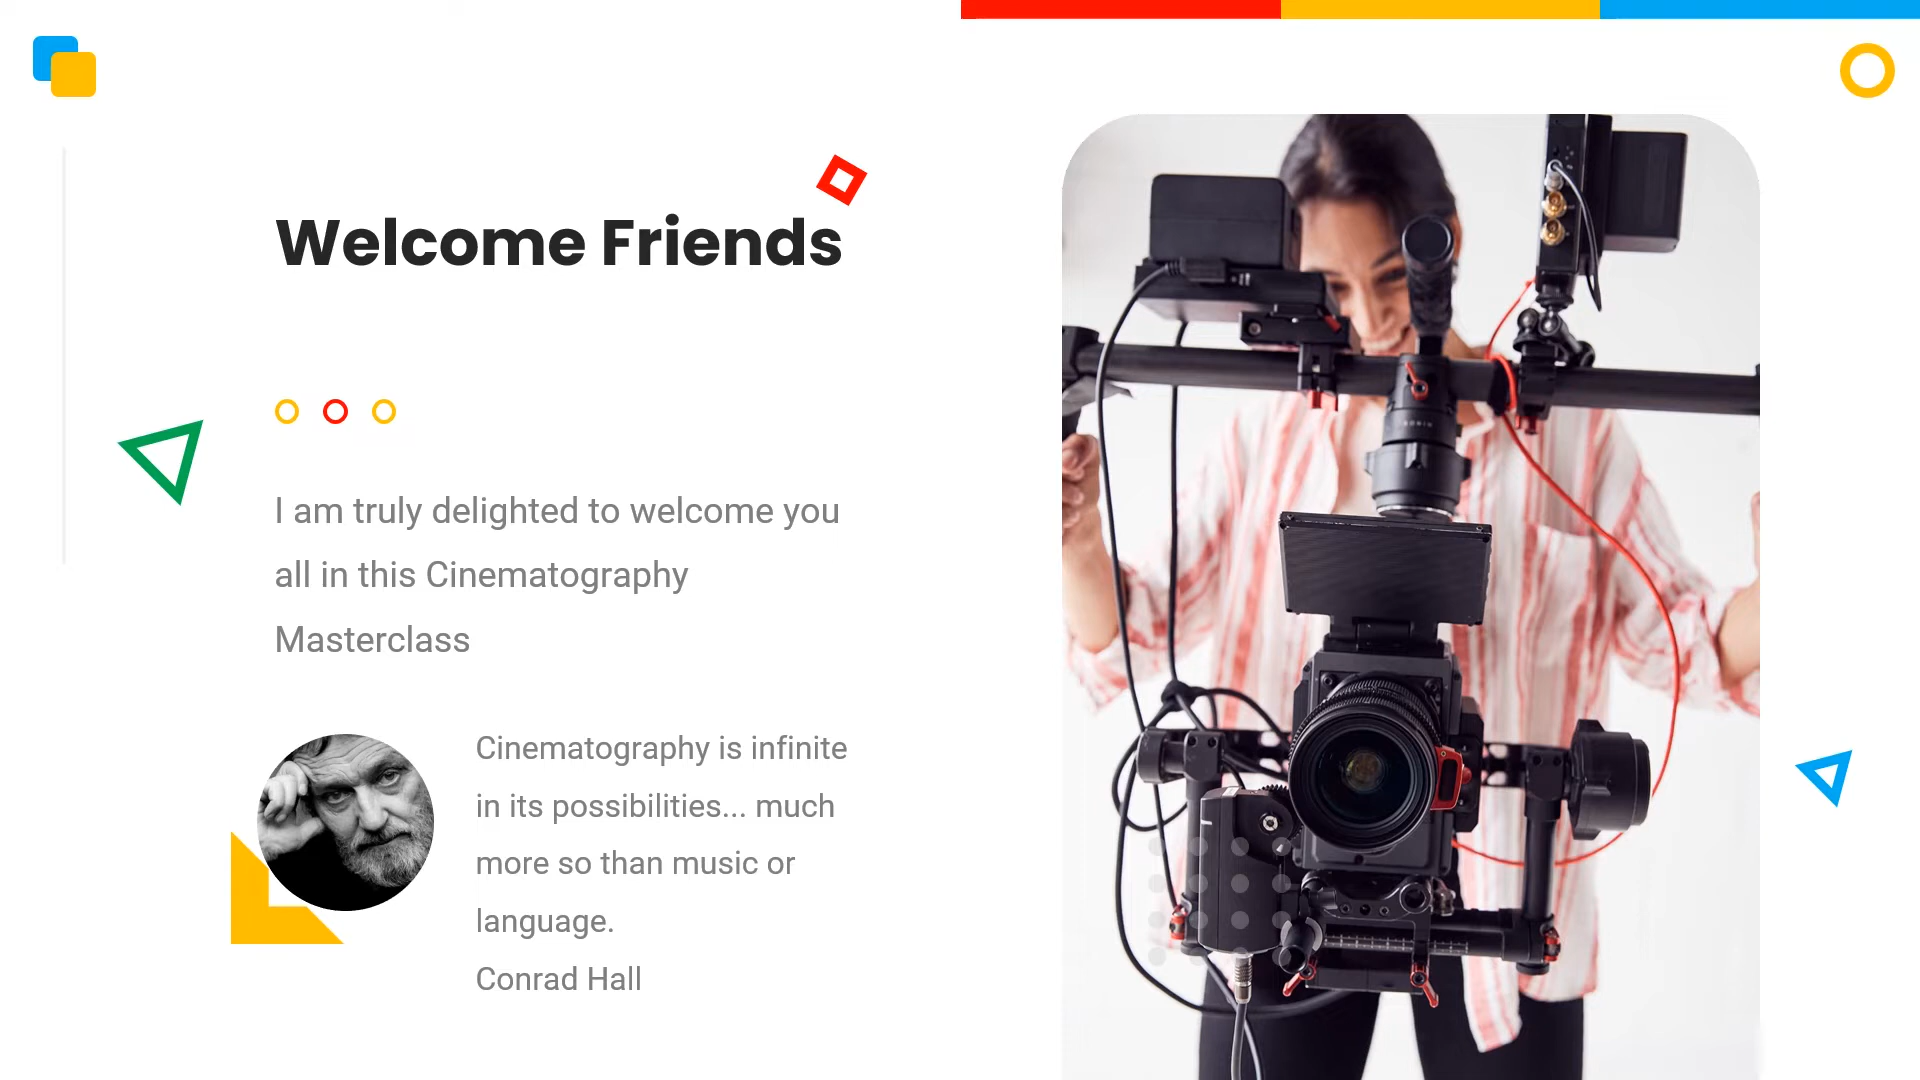 Welcome Friends
I am truly delighted to welcome you
all in this Cinematography
Masterclass
Cinematography is infinite
in its possibilities... much
more so than music or
language.
Conrad Hall
RONIN